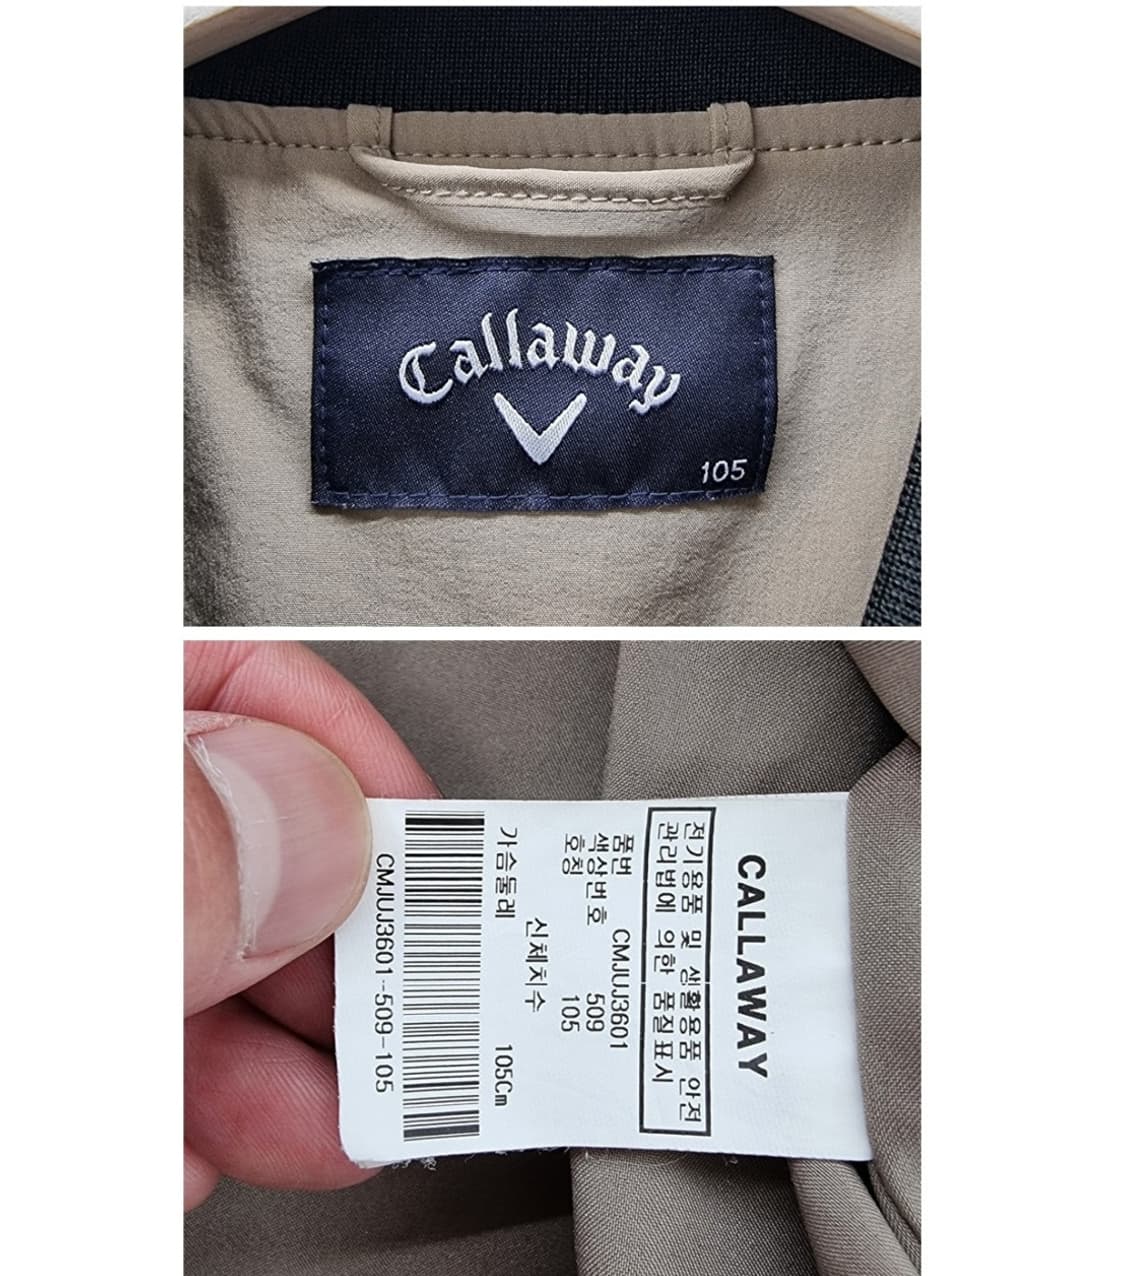 Callaway
105
CALLAWAY
전기용품 및 생활용품 안전
관리법에 의한 품질표시
품번 CMJUJ3601
색상번호 509
호칭 105
신체치수
가슴둘레 105Cm
CMJUJ3601-509-105